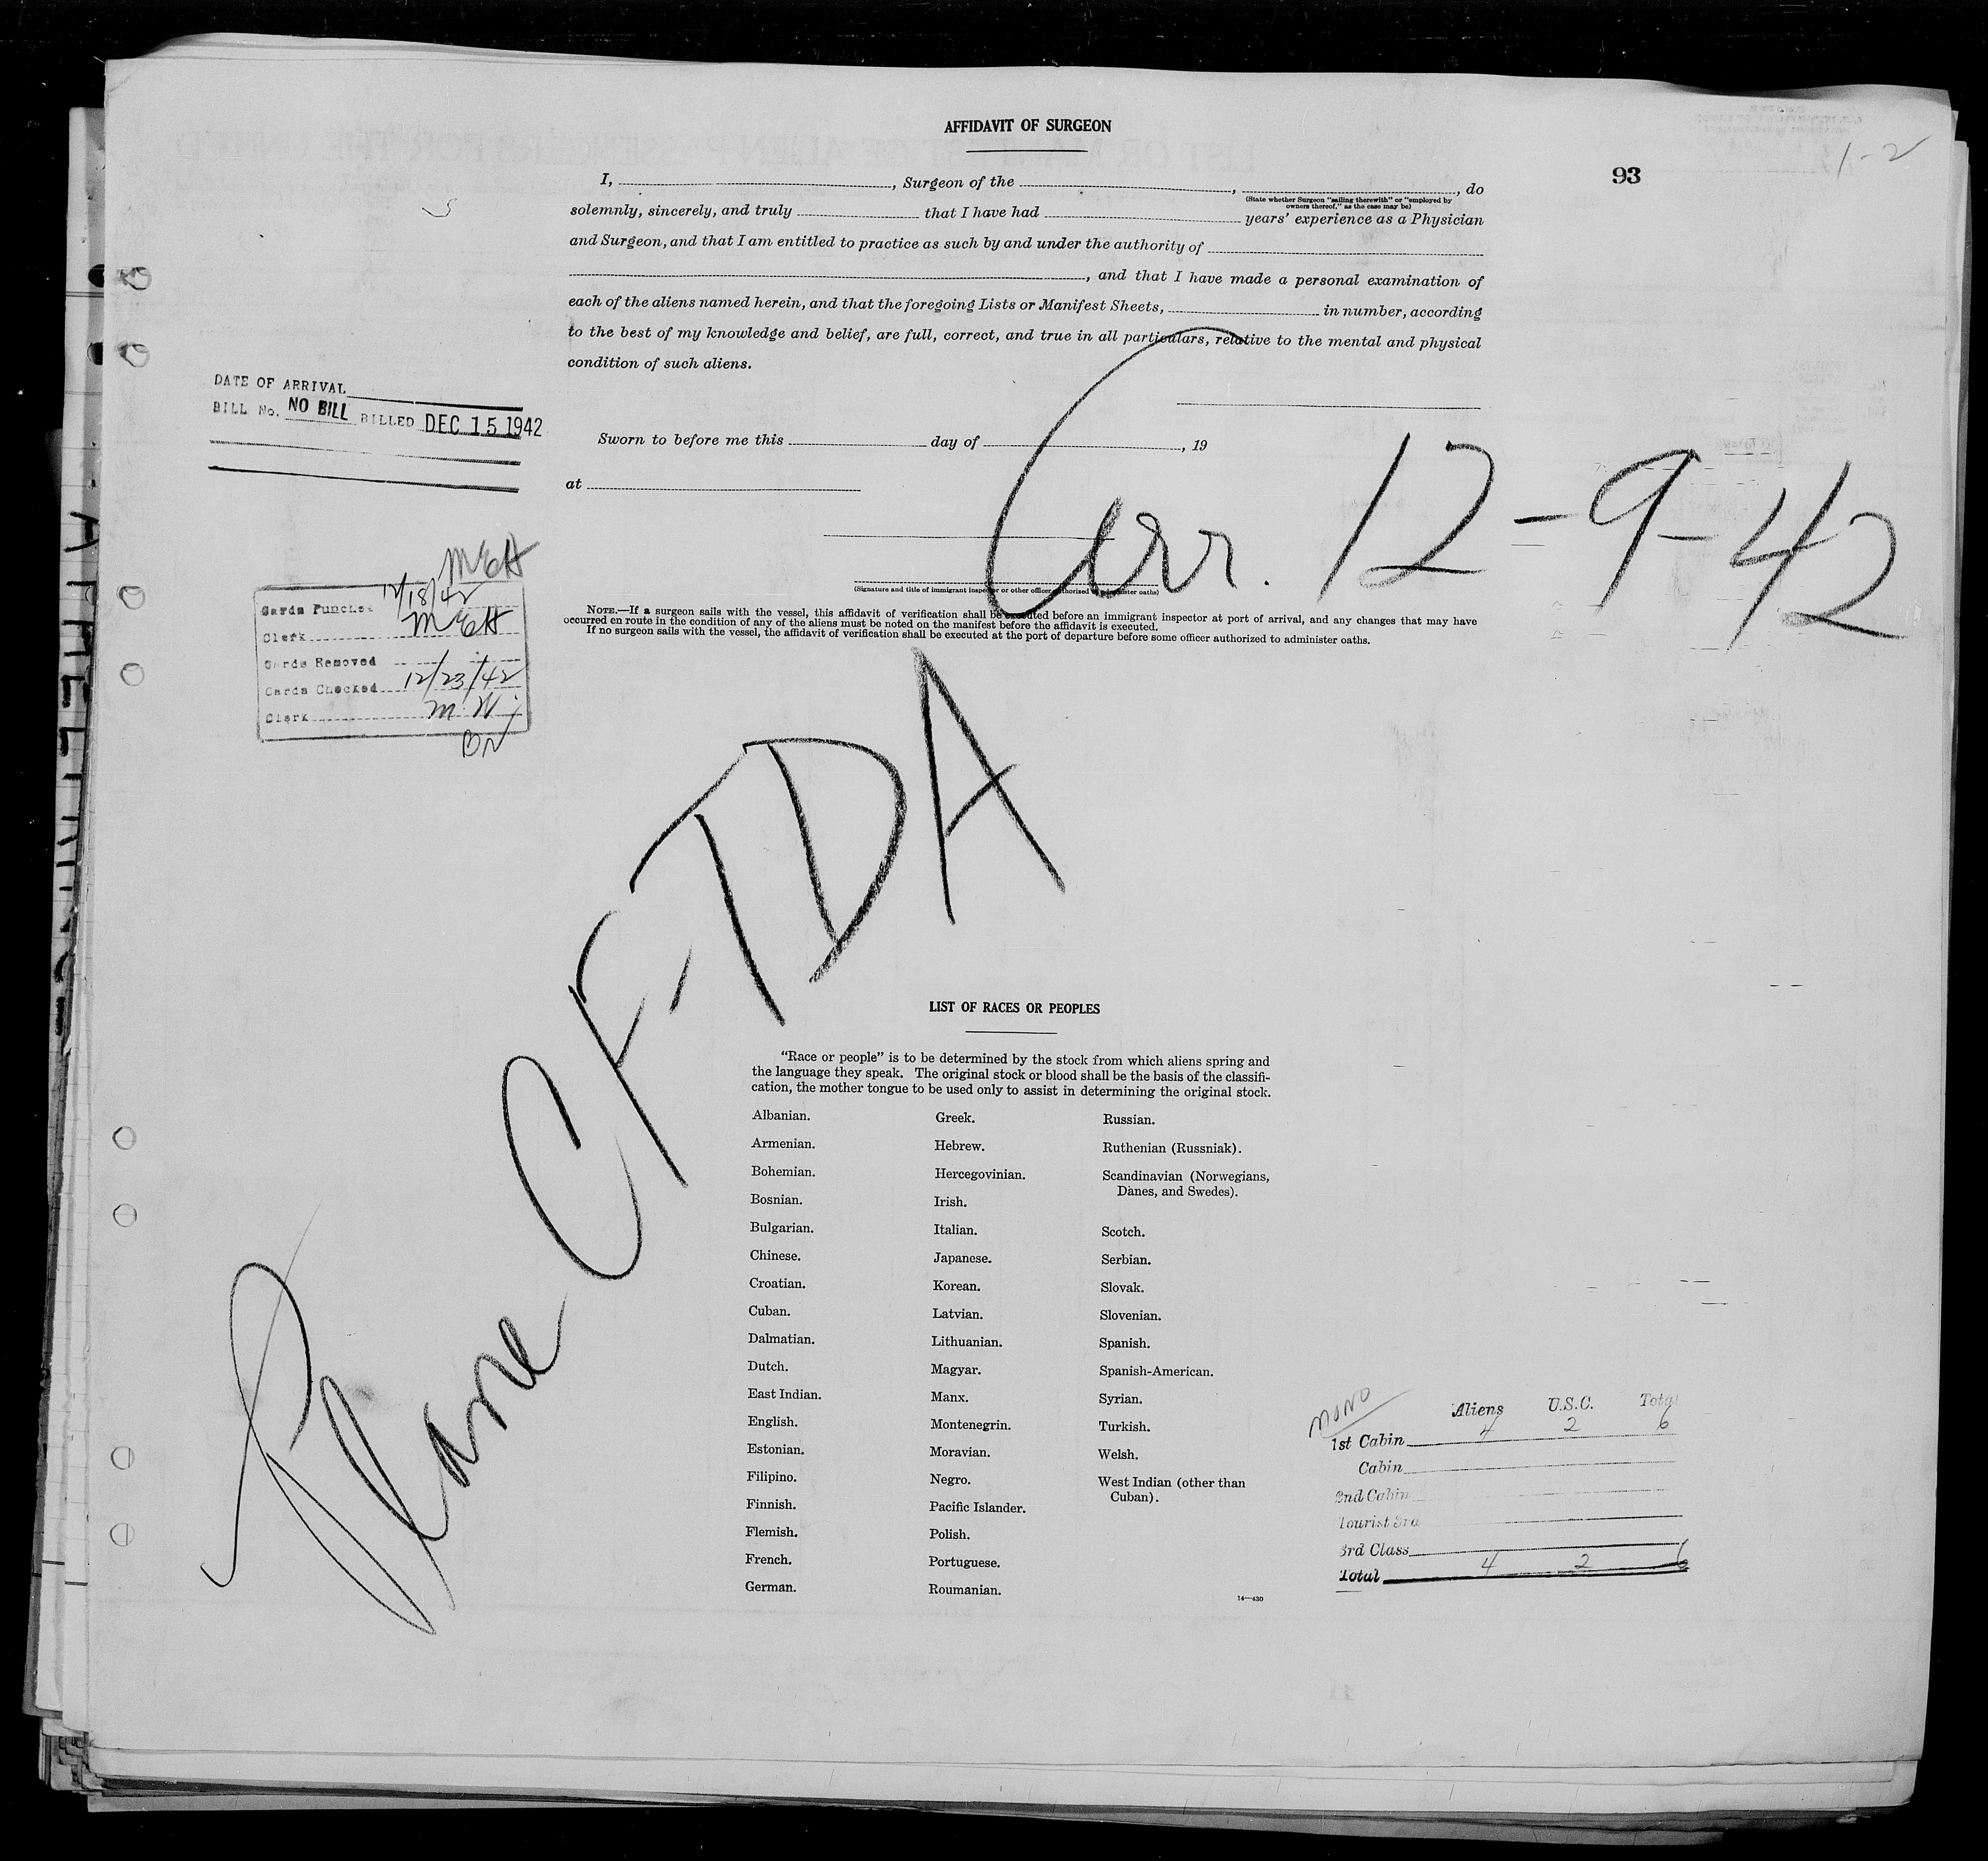 AFFIDAVIT OF SURGEON
93
1-2
I, , Surgeon of the , , do
(State whether Surgeon "sailing therewith" or "employed by
owners thereof," as the case may be)
solemnly, sincerely, and truly that I have had years' experience as a Physician
and Surgeon, and that I am entitled to practice as such by and under the authority of
, and that I have made a personal examination of
each of the aliens named herein, and that the foregoing Lists or Manifest Sheets, in number, according
to the best of my knowledge and belief, are full, correct, and true in all particulars, relative to the mental and physical
condition of such aliens.
DATE OF ARRIVAL
BILL No. NO BILL BILLED DEC 15 1942
Sworn to before me this day of , 19
at
Arr. 12-9-42
(Signature and title of immigrant inspector or other officer authorized to administer oaths)
NOTE.—If a surgeon sails with the vessel, this affidavit of verification shall be executed before an immigrant inspector at port of arrival, and any changes that may have
occurred en route in the condition of any of the aliens must be noted on the manifest before the affidavit is executed.
If no surgeon sails with the vessel, the affidavit of verification shall be executed at the port of departure before some officer authorized to administer oaths.
Cards Punched 12/18/42
Clerk
Cards Removed
Cards Checked 12/23/42
Clerk
Plane CF-TDA
LIST OF RACES OR PEOPLES
"Race or people" is to be determined by the stock from which aliens spring and
the language they speak. The original stock or blood shall be the basis of the classifi-
cation, the mother tongue to be used only to assist in determining the original stock.
Albanian.
Armenian.
Bohemian.
Bosnian.
Bulgarian.
Chinese.
Croatian.
Cuban.
Dalmatian.
Dutch.
East Indian.
English.
Estonian.
Filipino.
Finnish.
Flemish.
French.
German.
Greek.
Hebrew.
Hercegovinian.
Irish.
Italian.
Japanese.
Korean.
Latvian.
Lithuanian.
Magyar.
Manx.
Montenegrin.
Moravian.
Negro.
Pacific Islander.
Polish.
Portuguese.
Roumanian.
Russian.
Ruthenian (Russniak).
Scandinavian (Norwegians,
Danes, and Swedes).
Scotch.
Serbian.
Slovak.
Slovenian.
Spanish.
Spanish-American.
Syrian.
Turkish.
Welsh.
West Indian (other than
Cuban).
14—430
MONO
Aliens U.S.C. Total
1st Cabin 4 2 6
Cabin
2nd Cabin
Tourist 3rd
3rd Class
Total 4 2 6